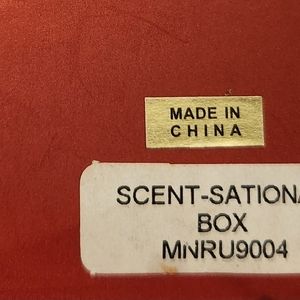 MADE IN
CHINA
SCENT-SATIONA
BOX
MNRU9004